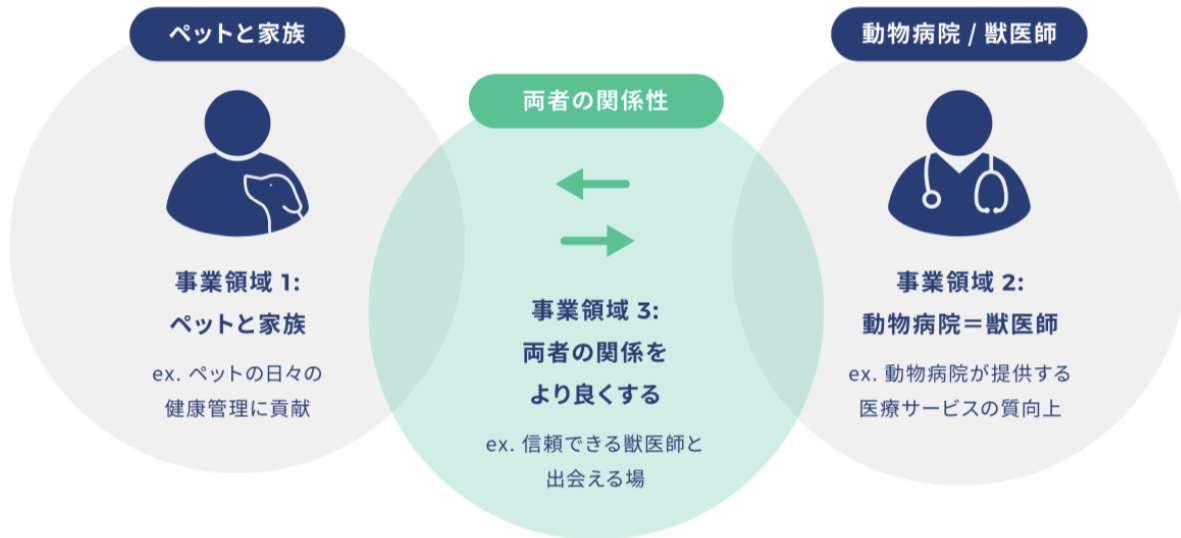 ペットと家族
事業領域 1:
ペットと家族
ex. ペットの日々の
健康管理に貢献
両者の関係性
事業領域 3:
両者の関係を
より良くする
ex. 信頼できる獣医師と
出会える場
動物病院 / 獣医師
事業領域 2:
動物病院＝獣医師
ex. 動物病院が提供する
医療サービスの質向上